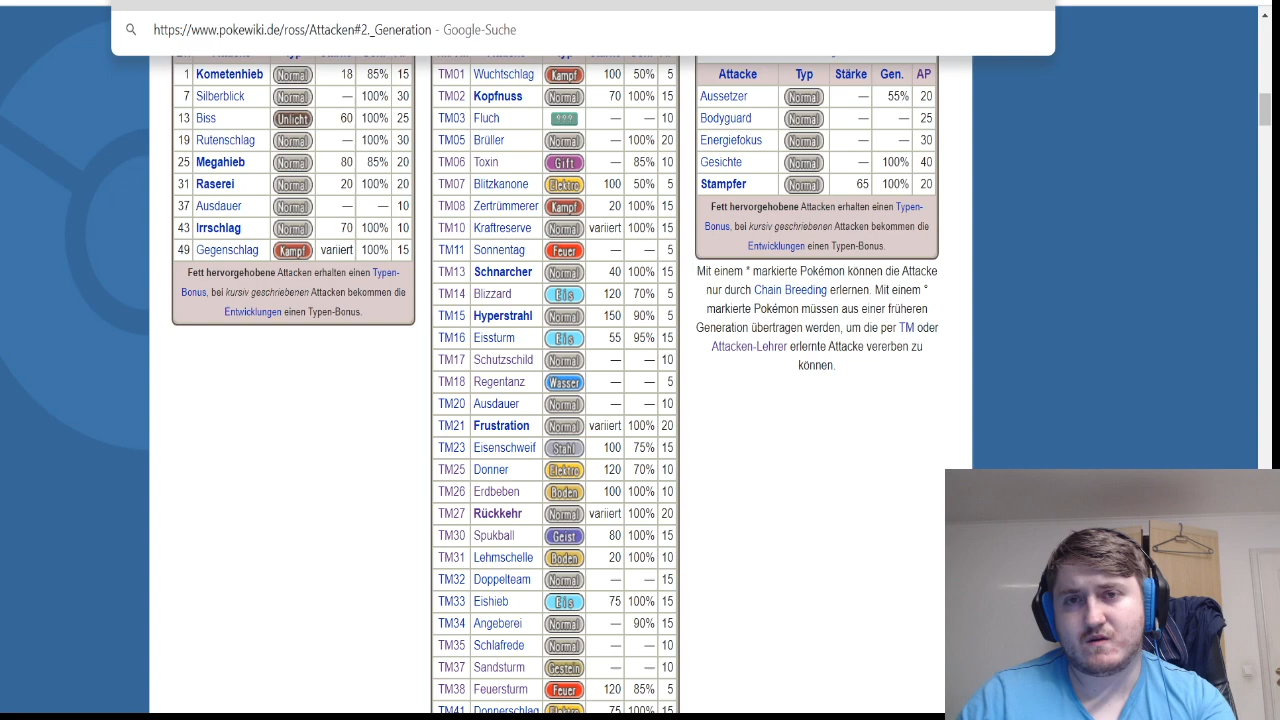 https://www.pokewiki.de/ross/Attacken#2._Generation - Google-Suche
1 Kometenhieb Normal 18 85% 15
7 Silberblick Normal — 100% 30
13 Biss Unlicht 60 100% 25
19 Rutenschlag Normal — 100% 30
25 Megahieb Normal 80 85% 20
31 Raserei Normal 20 100% 20
37 Ausdauer Normal — — 10
43 Irrschlag Normal 70 100% 10
49 Gegenschlag Kampf variiert 100% 15
Fett hervorgehobene Attacken erhalten einen Typen-
Bonus, bei kursiv geschriebenen Attacken bekommen die
Entwicklungen einen Typen-Bonus.
TM01 Wuchtschlag Kampf 100 50% 5
TM02 Kopfnuss Normal 70 100% 15
TM03 Fluch ??? — — 10
TM05 Brüller Normal — 100% 20
TM06 Toxin Gift — 85% 10
TM07 Blitzkanone Elektro 100 50% 5
TM08 Zertrümmerer Kampf 20 100% 15
TM10 Kraftreserve Normal variiert 100% 15
TM11 Sonnentag Feuer — — 5
TM13 Schnarcher Normal 40 100% 15
TM14 Blizzard Eis 120 70% 5
TM15 Hyperstrahl Normal 150 90% 5
TM16 Eissturm Eis 55 95% 15
TM17 Schutzschild Normal — — 10
TM18 Regentanz Wasser — — 5
TM20 Ausdauer Normal — — 10
TM21 Frustration Normal variiert 100% 20
TM23 Eisenschweif Stahl 100 75% 15
TM25 Donner Elektro 120 70% 10
TM26 Erdbeben Boden 100 100% 10
TM27 Rückkehr Normal variiert 100% 20
TM30 Spukball Geist 80 100% 15
TM31 Lehmschelle Boden 20 100% 10
TM32 Doppelteam Normal — — 15
TM33 Eishieb Eis 75 100% 15
TM34 Angeberei Normal — 90% 15
TM35 Schlafrede Normal — — 10
TM37 Sandsturm Gestein — — 10
TM38 Feuersturm Feuer 120 85% 5
TM41 Donnerschlag Elektro 75 100% 15
Attacke Typ Stärke Gen. AP
Aussetzer Normal — 55% 20
Bodyguard Normal — — 25
Energiefokus Normal — — 30
Gesichte Normal — 100% 40
Stampfer Normal 65 100% 20
Fett hervorgehobene Attacken erhalten einen Typen-
Bonus, bei kursiv geschriebenen Attacken bekommen die
Entwicklungen einen Typen-Bonus.
Mit einem * markierte Pokémon können die Attacke
nur durch Chain Breeding erlernen. Mit einem °
markierte Pokémon müssen aus einer früheren
Generation übertragen werden, um die per TM oder
Attacken-Lehrer erlernte Attacke vererben zu
können.